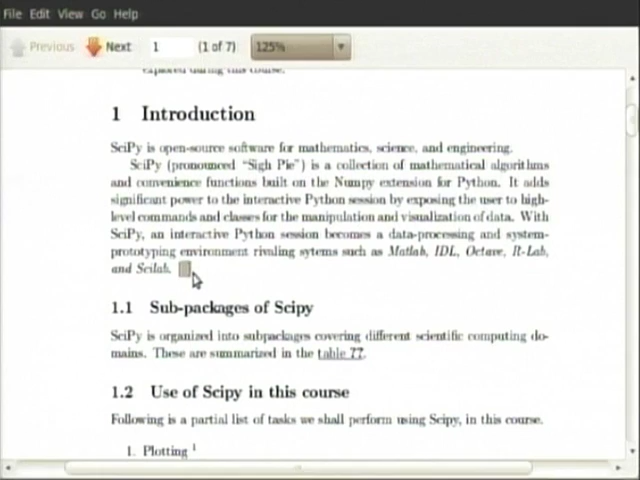 File Edit View Go Help
Previous Next 1 (1 of 7) 125%
explored during this course.
1 Introduction
SciPy is open-source software for mathematics, science, and engineering.
SciPy (pronounced "Sigh Pie") is a collection of mathematical algorithms
and convenience functions built on the Numpy extension for Python. It adds
significant power to the interactive Python session by exposing the user to high-
level commands and classes for the manipulation and visualization of data. With
SciPy, an interactive Python session becomes a data-processing and system-
prototyping environment rivaling sytems such as Matlab, IDL, Octave, R-Lab,
and Scilab.
1.1 Sub-packages of Scipy
SciPy is organized into subpackages covering different scientific computing do-
mains. These are summarized in the table ??.
1.2 Use of Scipy in this course
Following is a partial list of tasks we shall perform using Scipy, in this course.
1. Plotting 1